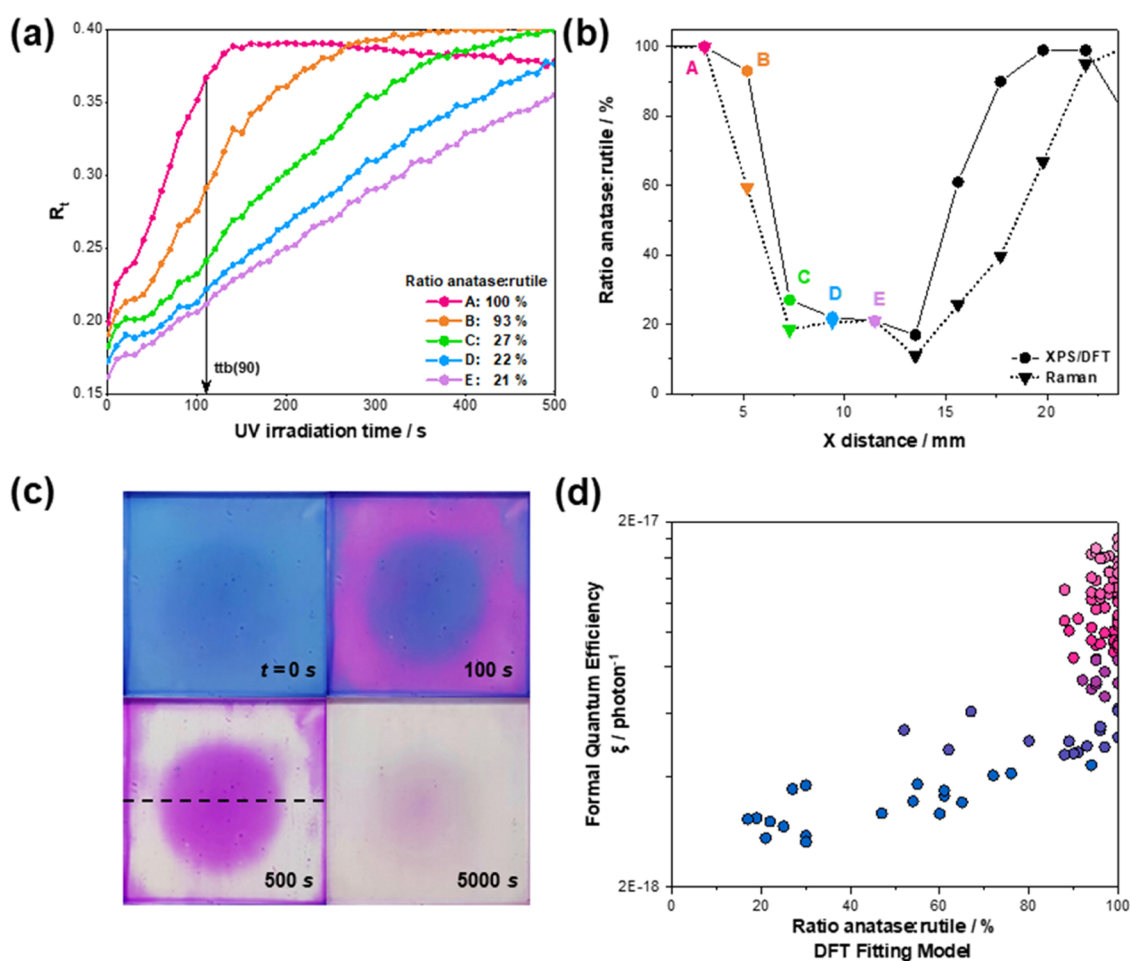 (a)
0.40
0.35
0.30
0.25
0.20
0.15
R_t
0
100
200
300
400
500
UV irradiation time / s
ttb(90)
Ratio anatase:rutile
A: 100 %
B: 93 %
C: 27 %
D: 22 %
E: 21 %
(b)
100
80
60
40
20
0
Ratio anatase:rutile / %
A
B
C
D
E
XPS/DFT
Raman
5
10
15
20
X distance / mm
(c)
t = 0 s
100 s
500 s
5000 s
(d)
2E-17
2E-18
Formal Quantum Efficiency
ξ / photon⁻¹
0
20
40
60
80
100
Ratio anatase:rutile / %
DFT Fitting Model